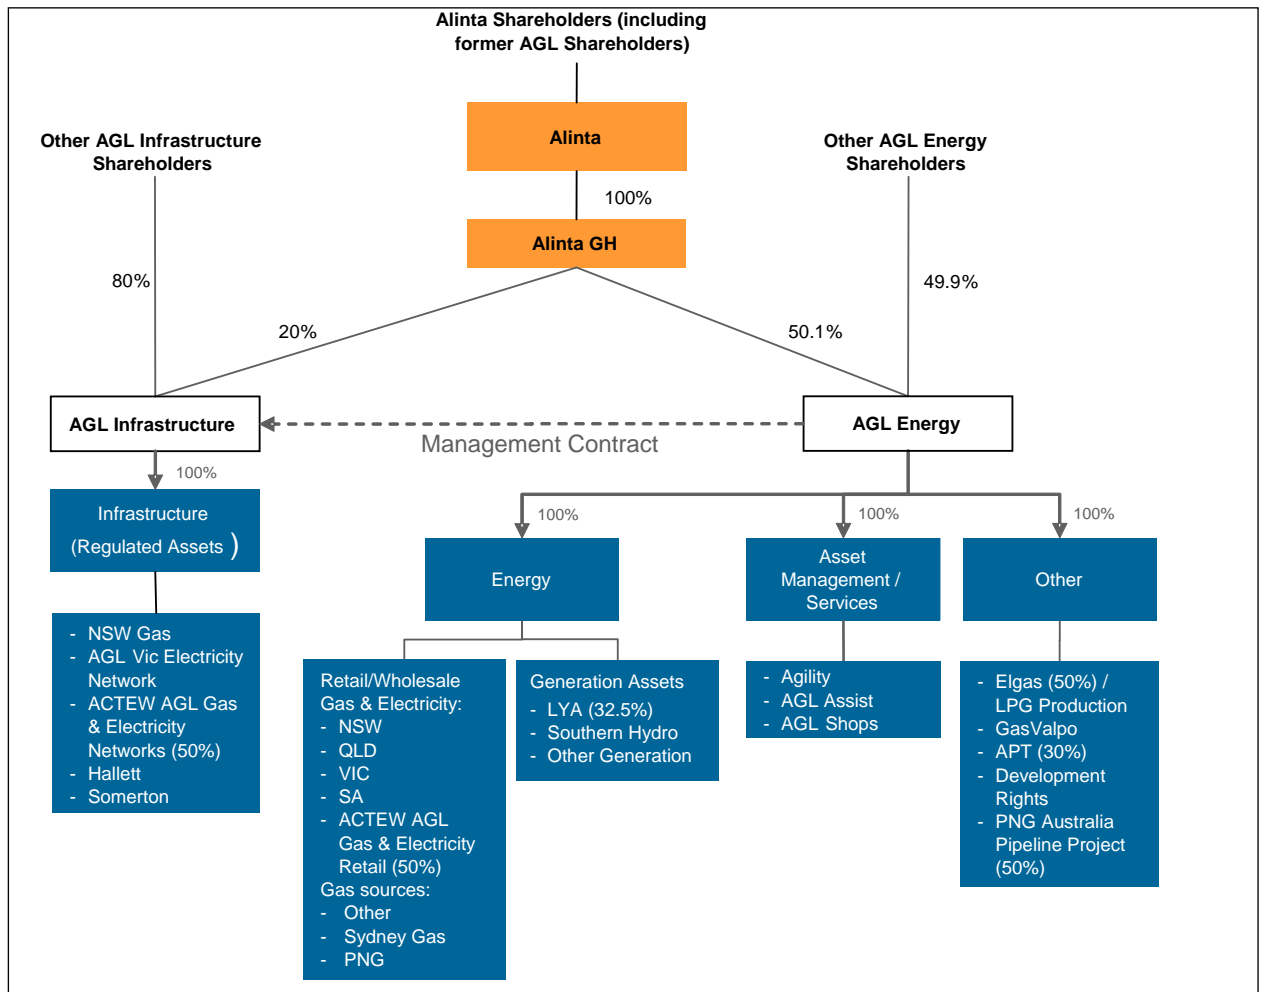 Alinta Shareholders (including
former AGL Shareholders)
Alinta
Other AGL Infrastructure
Shareholders
Other AGL Energy
Shareholders
100%
Alinta GH
80%
49.9%
20%
50.1%
AGL Infrastructure
AGL Energy
Management Contract
100%
Infrastructure
(Regulated Assets )
100%
100%
100%
Energy
Asset
Management /
Services
Other
- NSW Gas
- AGL Vic Electricity
Network
- ACTEW AGL Gas
& Electricity
Networks (50%)
- Hallett
- Somerton
Retail/Wholesale
Gas & Electricity:
- NSW
- QLD
- VIC
- SA
- ACTEW AGL
Gas & Electricity
Retail (50%)
Gas sources:
- Other
- Sydney Gas
- PNG
Generation Assets
- LYA (32.5%)
- Southern Hydro
- Other Generation
- Agility
- AGL Assist
- AGL Shops
- Elgas (50%) /
LPG Production
- GasValpo
- APT (30%)
- Development
Rights
- PNG Australia
Pipeline Project
(50%)